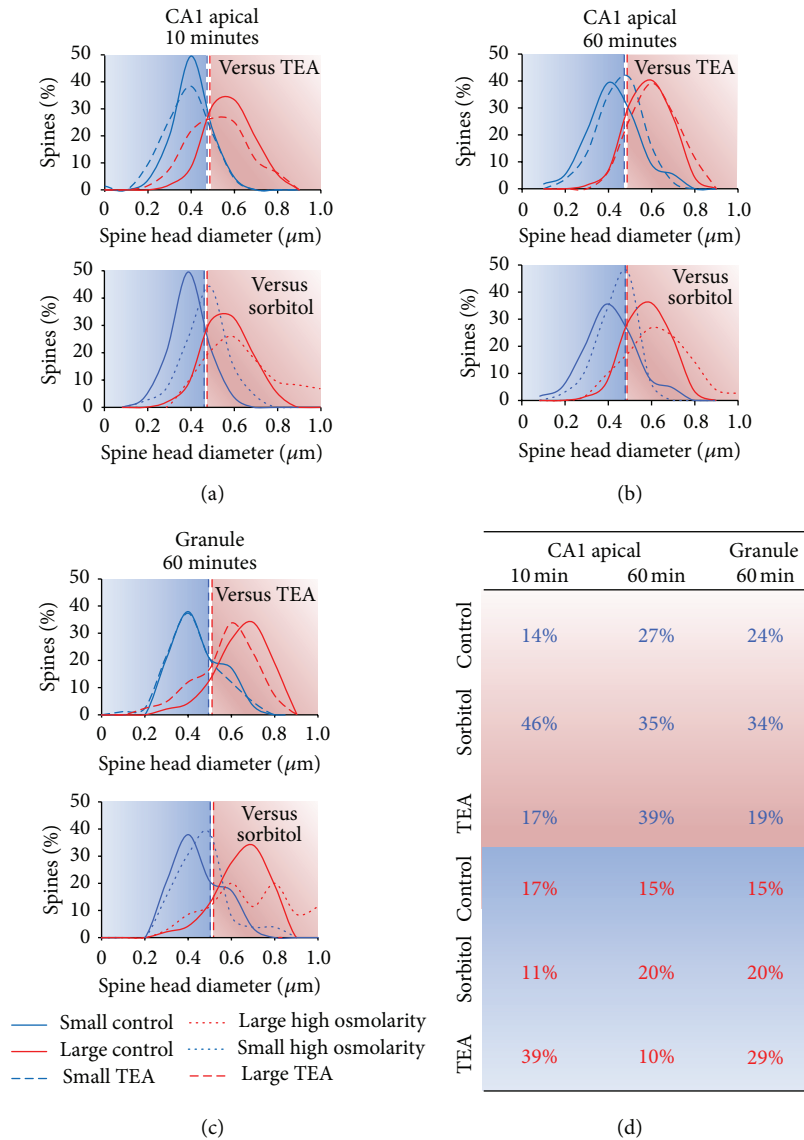 CA1 apical
10 minutes
Versus TEA
50
40
30
20
10
0
Spines (%)
0 0.2 0.4 0.6 0.8 1.0
Spine head diameter (μm)
Versus
sorbitol
50
40
30
20
10
0
Spines (%)
0 0.2 0.4 0.6 0.8 1.0
Spine head diameter (μm)
(a)
CA1 apical
60 minutes
Versus TEA
50
40
30
20
10
0
Spines (%)
0 0.2 0.4 0.6 0.8 1.0
Spine head diameter (μm)
Versus
sorbitol
50
40
30
20
10
0
Spines (%)
0 0.2 0.4 0.6 0.8 1.0
Spine head diameter (μm)
(b)
Granule
60 minutes
Versus TEA
50
40
30
20
10
0
Spines (%)
0 0.2 0.4 0.6 0.8 1.0
Spine head diameter (μm)
Versus
sorbitol
50
40
30
20
10
0
Spines (%)
0 0.2 0.4 0.6 0.8 1.0
Spine head diameter (μm)
Small control
Large control
Small TEA
Large high osmolarity
Small high osmolarity
Large TEA
(c)
CA1 apical Granule
10 min 60 min 60 min
Control 14% 27% 24%
Sorbitol 46% 35% 34%
TEA 17% 39% 19%
Control 17% 15% 15%
Sorbitol 11% 20% 20%
TEA 39% 10% 29%
(d)